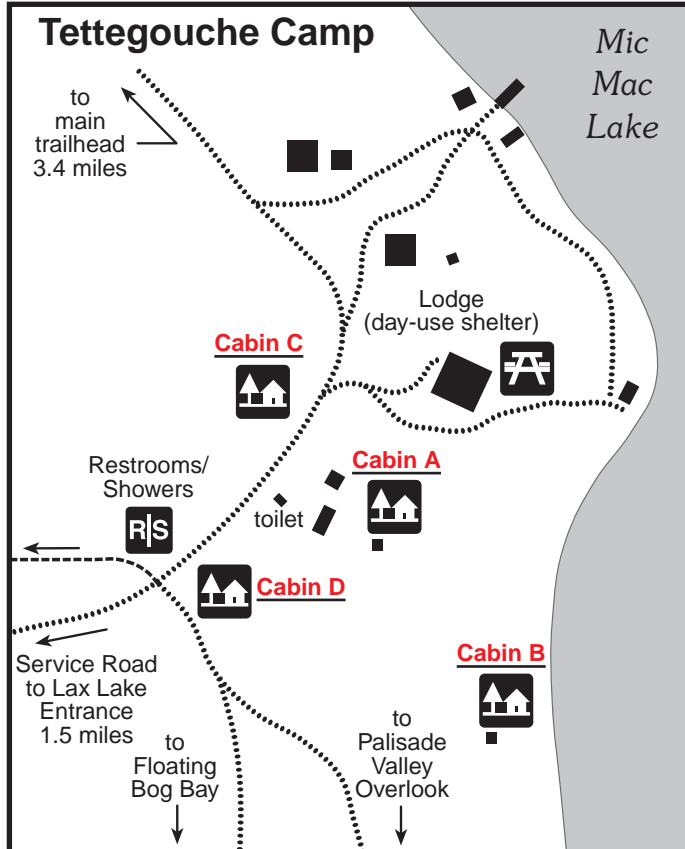 Tettegouche Camp
Mic
Mac
Lake
to
main
trailhead
3.4 miles
Lodge
(day-use shelter)
Cabin C
Cabin A
Restrooms/
Showers
R|S
toilet
Cabin D
Cabin B
Service Road
to Lax Lake
Entrance
1.5 miles
to
Floating
Bog Bay
to
Palisade
Valley
Overlook